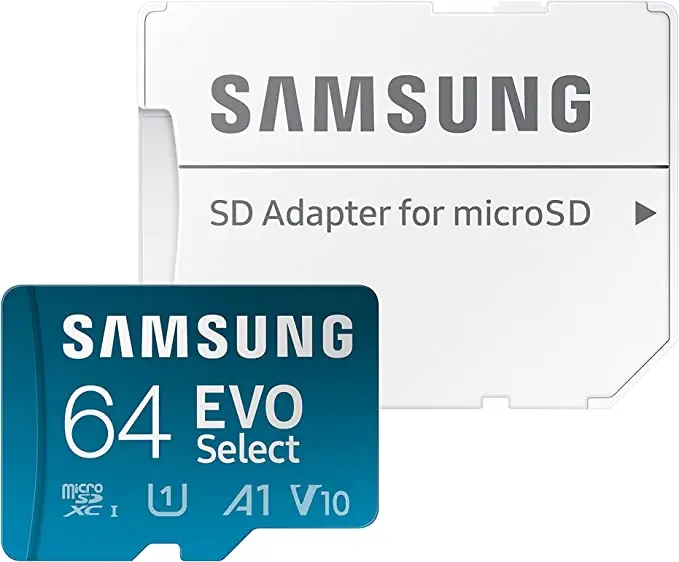 SAMSUNG
SD Adapter for microSD ▶
SAMSUNG
64 EVO
Select
micro
SD
XC I U1 A1 V10